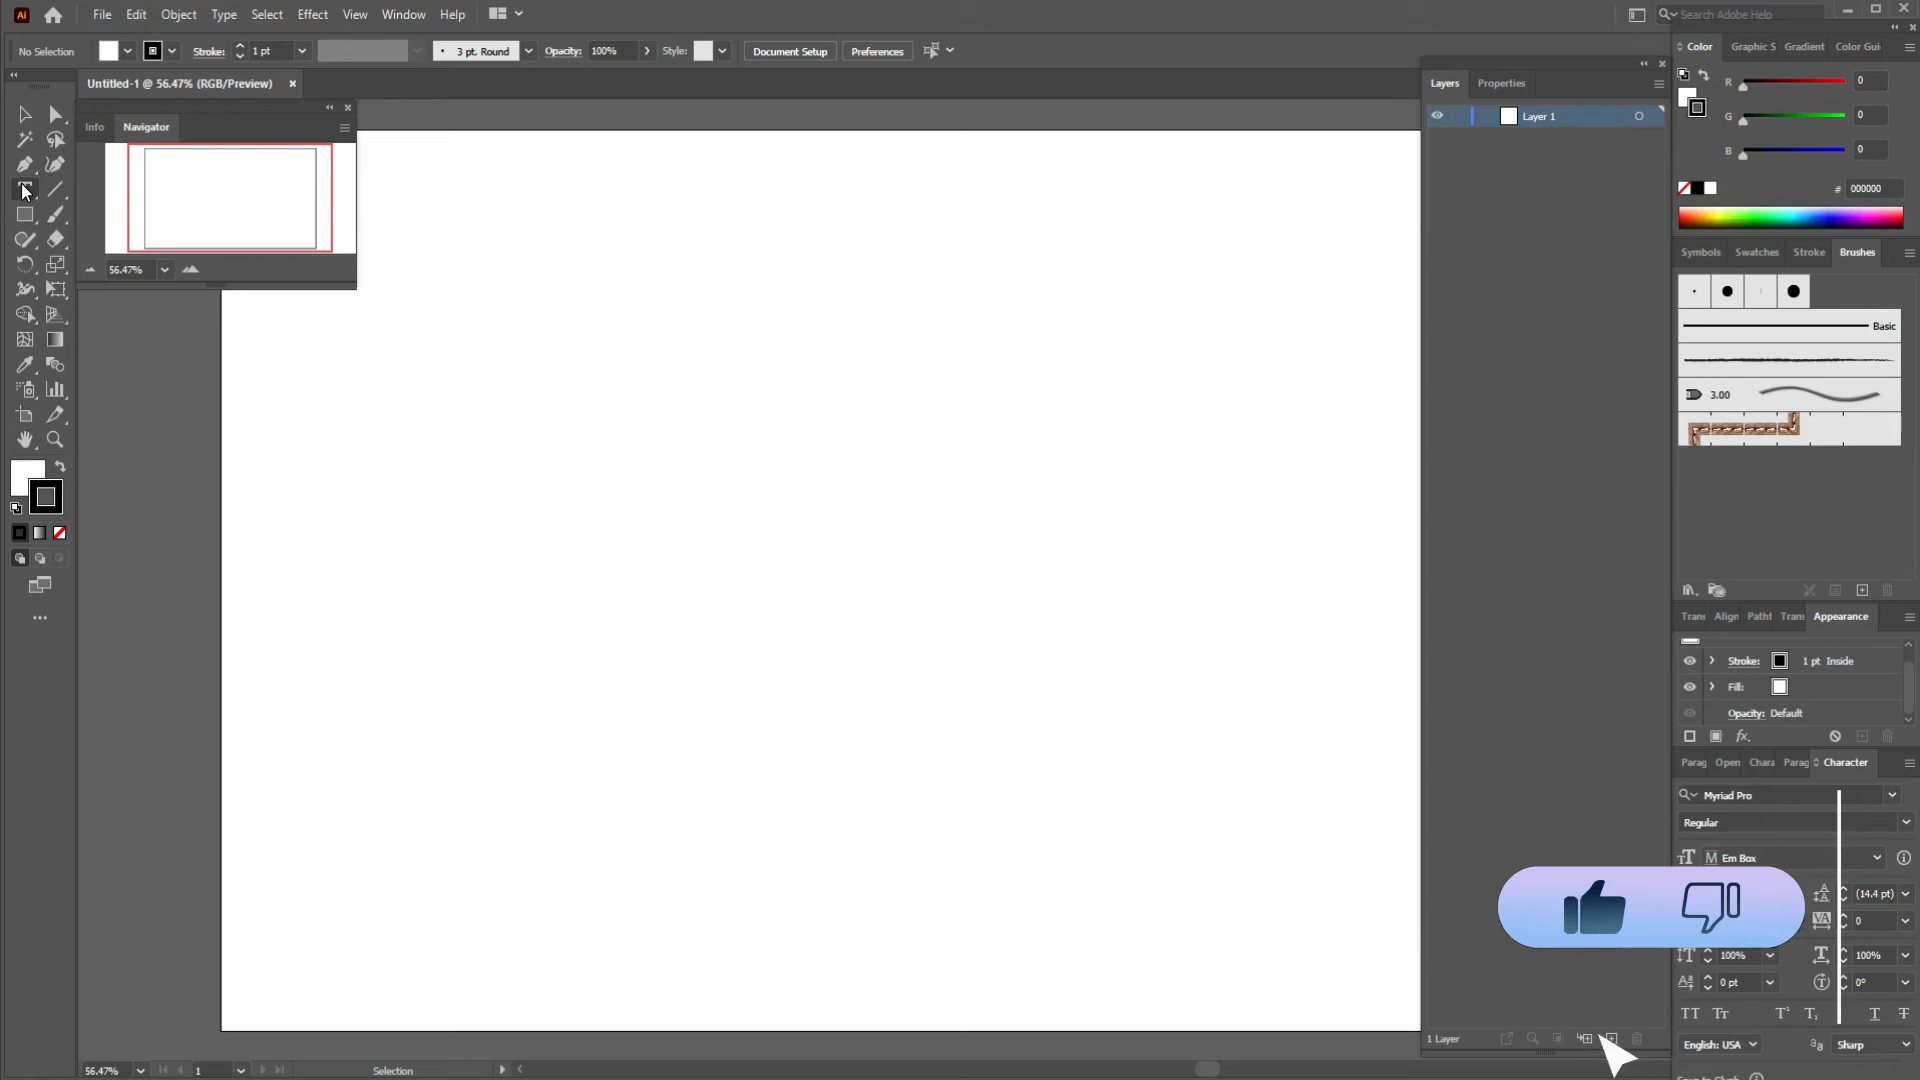 Ai File Edit Object Type Select Effect View Window Help Search Adobe Help
No Selection Stroke: 1 pt 3 pt. Round Opacity: 100% Style: Document Setup Preferences
Untitled-1 @ 56.47% (RGB/Preview)
Info Navigator
56.47%
Layers Properties
Layer 1
1 Layer
Color Graphic S Gradient Color Gui
R 0
G 0
B 0
# 000000
Symbols Swatches Stroke Brushes
Basic
3.00
Tran: Align Pathf Tran: Appearance
Stroke: 1 pt Inside
Fill:
Opacity: Default
fx.
Parag Open Chara Parag Character
Myriad Pro
Regular
Em Box
(14.4 pt)
0
100% 100%
0 pt 0°
English: USA Sharp
56.47% 1 Selection